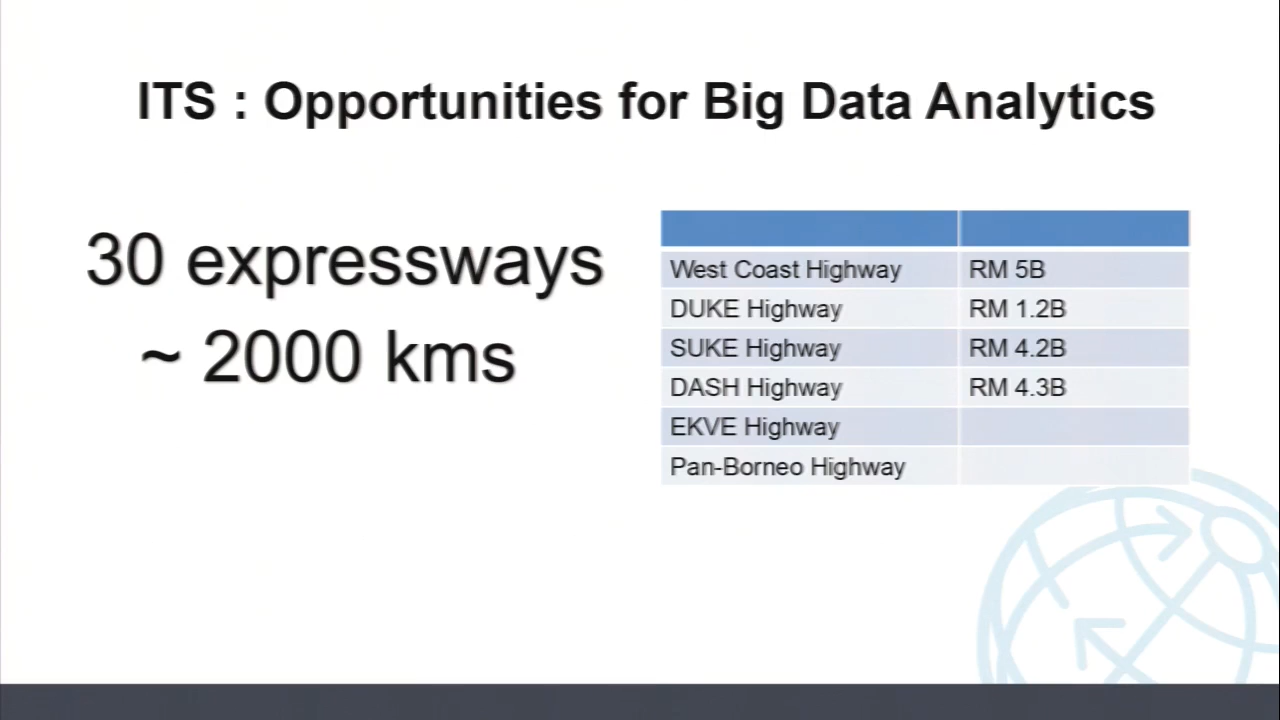 ITS : Opportunities for Big Data Analytics
30 expressways
~ 2000 kms
West Coast Highway RM 5B
DUKE Highway RM 1.2B
SUKE Highway RM 4.2B
DASH Highway RM 4.3B
EKVE Highway
Pan-Borneo Highway